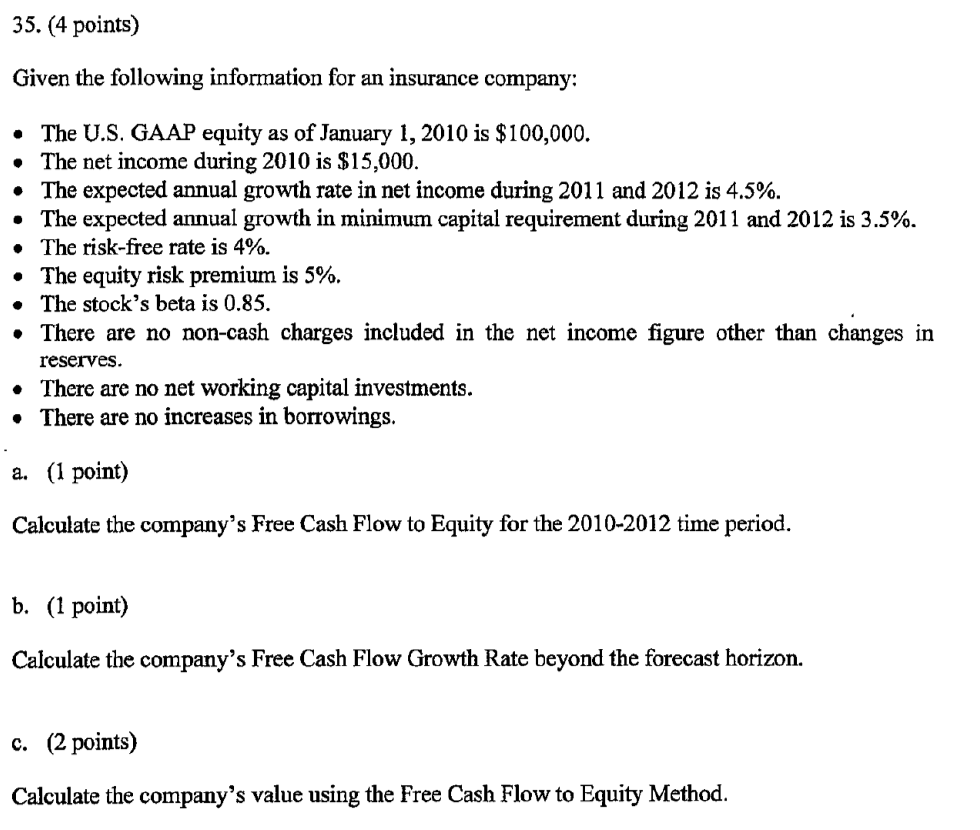 35. (4 points)
Given the following information for an insurance company:
• The U.S. GAAP equity as of January 1, 2010 is $100,000.
• The net income during 2010 is $15,000.
• The expected annual growth rate in net income during 2011 and 2012 is 4.5%.
• The expected annual growth in minimum capital requirement during 2011 and 2012 is 3.5%.
• The risk-free rate is 4%.
• The equity risk premium is 5%.
• The stock's beta is 0.85.
• There are no non-cash charges included in the net income figure other than changes in
reserves.
• There are no net working capital investments.
• There are no increases in borrowings.
a. (1 point)
Calculate the company's Free Cash Flow to Equity for the 2010-2012 time period.
b. (1 point)
Calculate the company's Free Cash Flow Growth Rate beyond the forecast horizon.
c. (2 points)
Calculate the company's value using the Free Cash Flow to Equity Method.